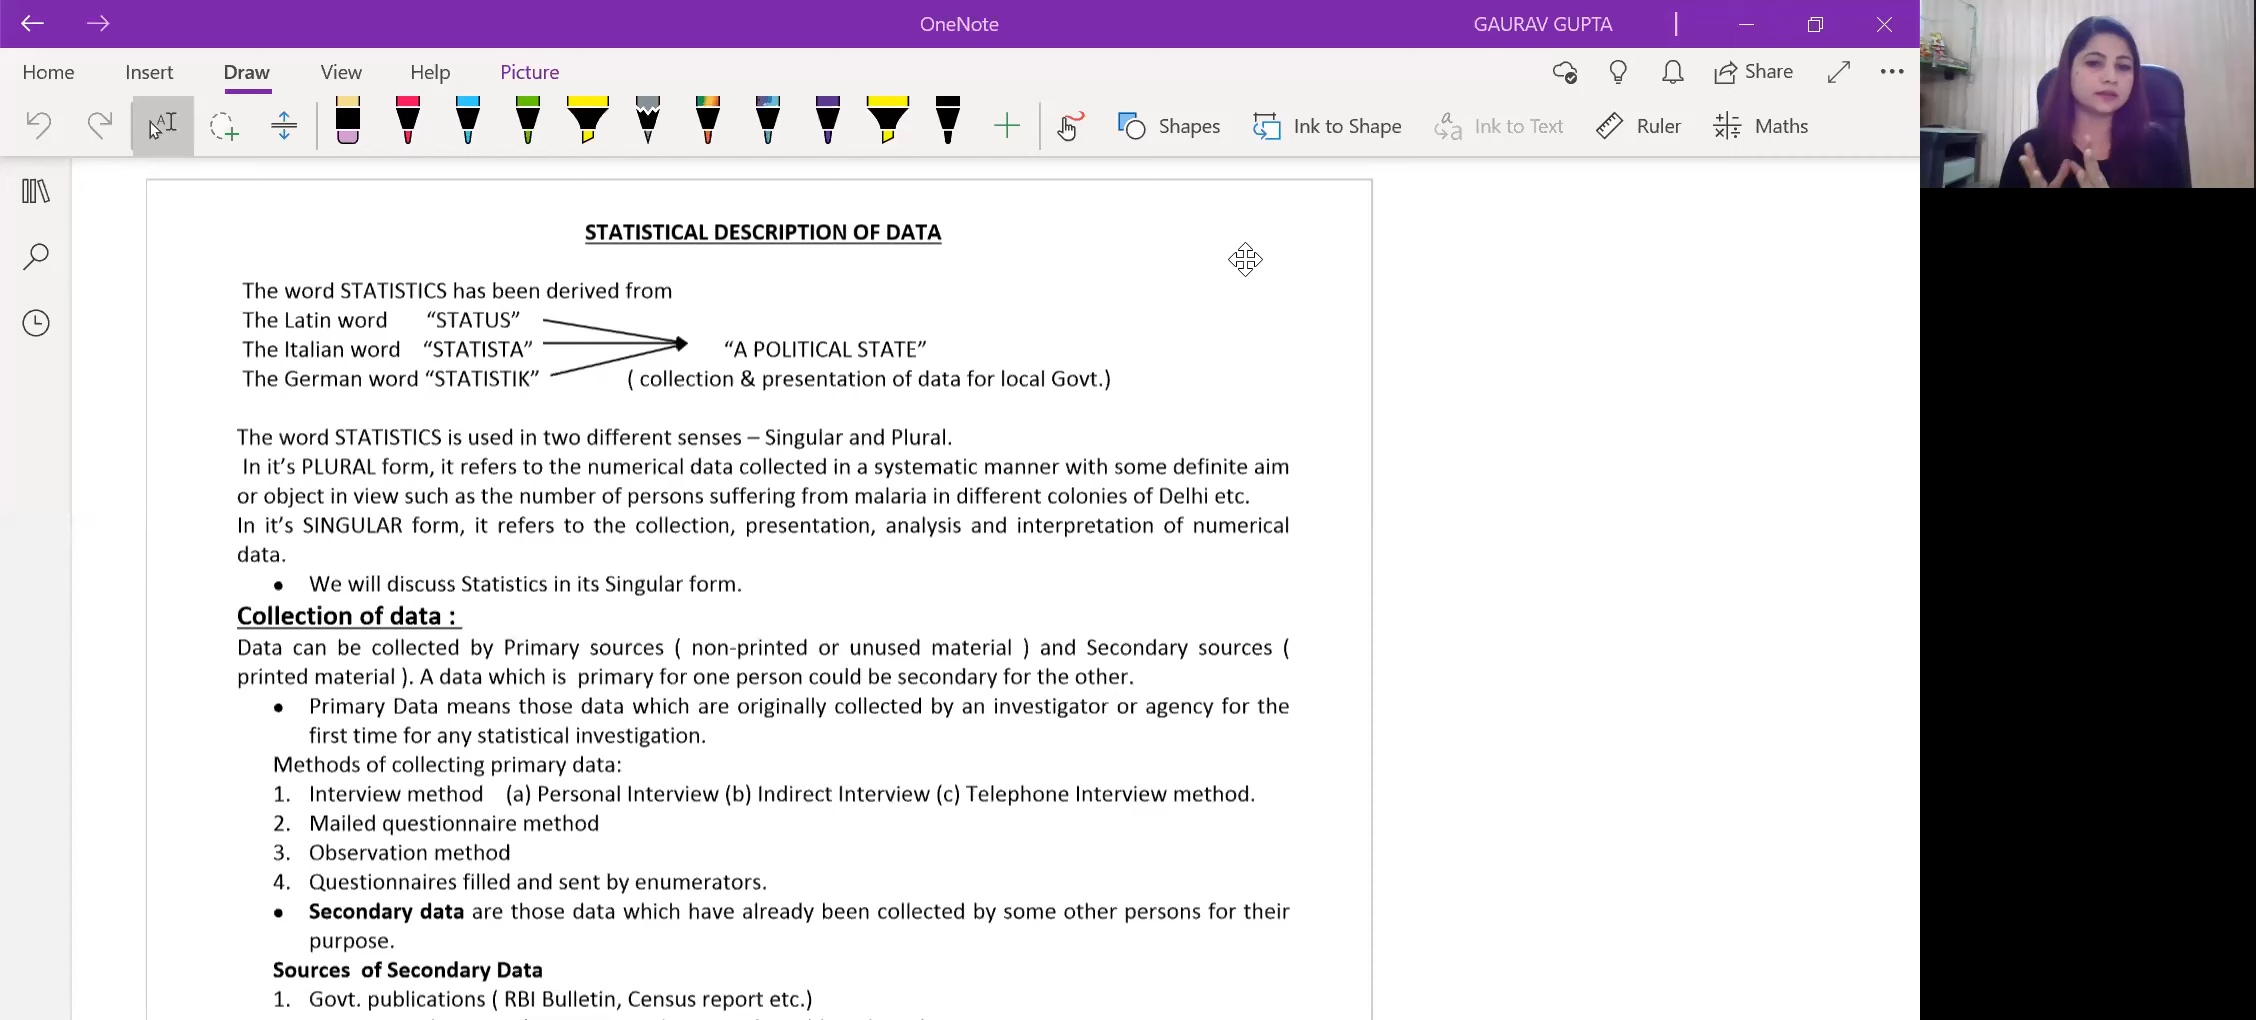 OneNote
GAURAV GUPTA
Home Insert Draw View Help Picture
Share
Shapes Ink to Shape Ink to Text Ruler Maths
STATISTICAL DESCRIPTION OF DATA
The word STATISTICS has been derived from
The Latin word “STATUS”
The Italian word “STATISTA” “A POLITICAL STATE”
The German word “STATISTIK” ( collection & presentation of data for local Govt.)
The word STATISTICS is used in two different senses – Singular and Plural.
In it’s PLURAL form, it refers to the numerical data collected in a systematic manner with some definite aim
or object in view such as the number of persons suffering from malaria in different colonies of Delhi etc.
In it’s SINGULAR form, it refers to the collection, presentation, analysis and interpretation of numerical
data.
• We will discuss Statistics in its Singular form.
Collection of data :
Data can be collected by Primary sources ( non-printed or unused material ) and Secondary sources (
printed material ). A data which is primary for one person could be secondary for the other.
• Primary Data means those data which are originally collected by an investigator or agency for the
first time for any statistical investigation.
Methods of collecting primary data:
1. Interview method (a) Personal Interview (b) Indirect Interview (c) Telephone Interview method.
2. Mailed questionnaire method
3. Observation method
4. Questionnaires filled and sent by enumerators.
• Secondary data are those data which have already been collected by some other persons for their
purpose.
Sources of Secondary Data
1. Govt. publications ( RBI Bulletin, Census report etc.)